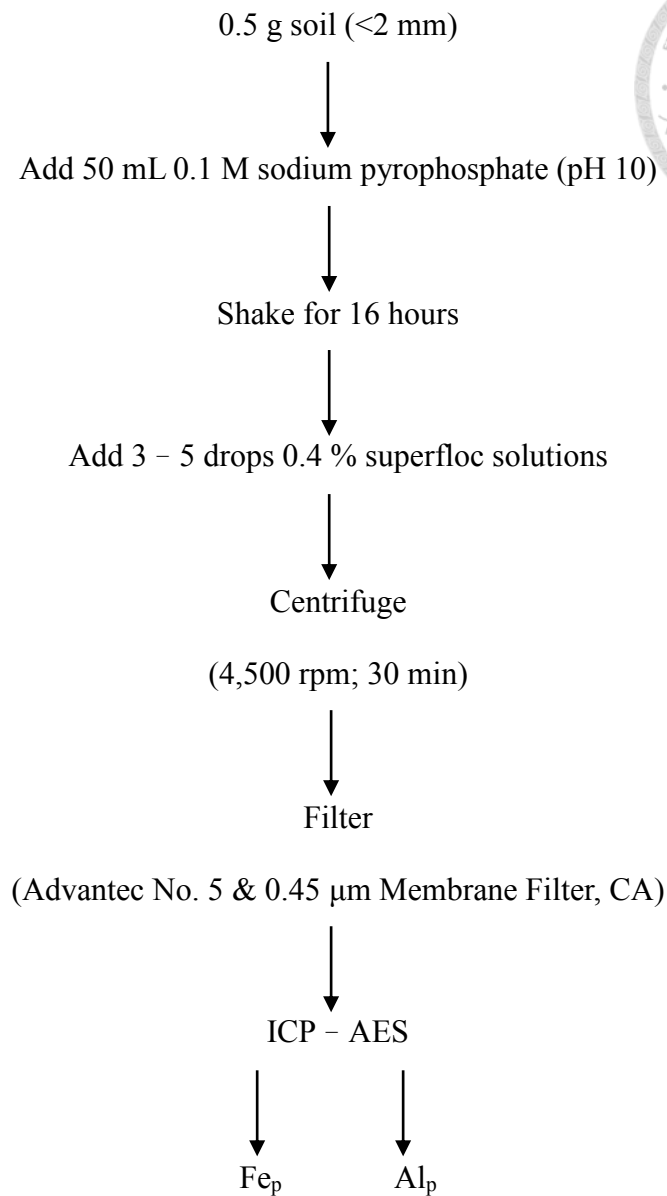 0.5 g soil (<2 mm)
Add 50 mL 0.1 M sodium pyrophosphate (pH 10)
Shake for 16 hours
Add 3 – 5 drops 0.4 % superfloc solutions
Centrifuge
(4,500 rpm; 30 min)
Filter
(Advantec No. 5 & 0.45 μm Membrane Filter, CA)
ICP – AES
Feₚ Alₚ